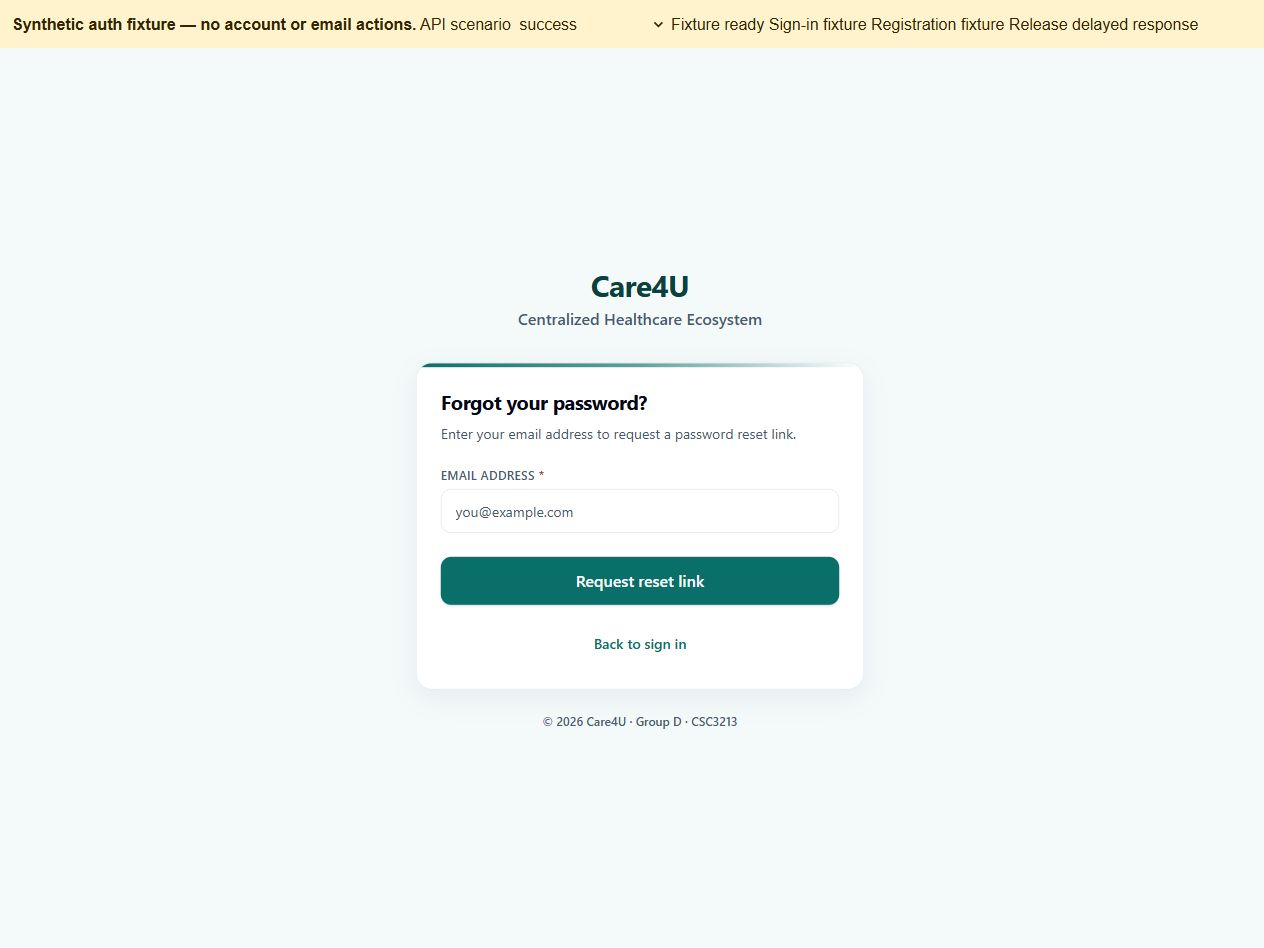 Synthetic auth fixture — no account or email actions. API scenario success Fixture ready Sign-in fixture Registration fixture Release delayed response
Care4U
Centralized Healthcare Ecosystem
Forgot your password?
Enter your email address to request a password reset link.
EMAIL ADDRESS *
you@example.com
Request reset link
Back to sign in
© 2026 Care4U · Group D · CSC3213